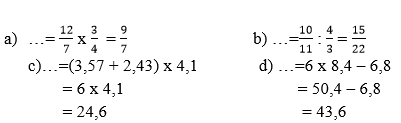 a) …= 12/7 x 3/4 = 9/7 b) …= 10/11 : 4/3 = 15/22
c)…=(3,57 + 2,43) x 4,1 d) …=6 x 8,4 – 6,8
= 6 x 4,1 = 50,4 – 6,8
= 24,6 = 43,6